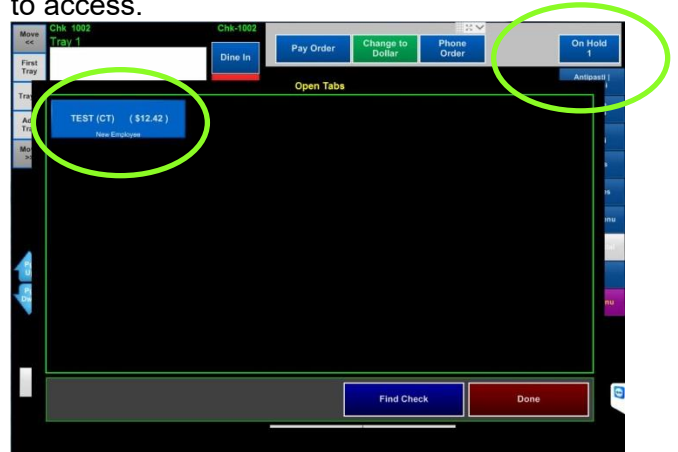 to access.
Move
<<
Chk 1002
Chk-1002
Tray 1
Dine In
Pay Order
Change to
Dollar
Phone
Order
On Hold
1
First
Tray
Antipasti |
Open Tabs
TEST (CT) ( $12.42 )
New Employee
Find Check
Done